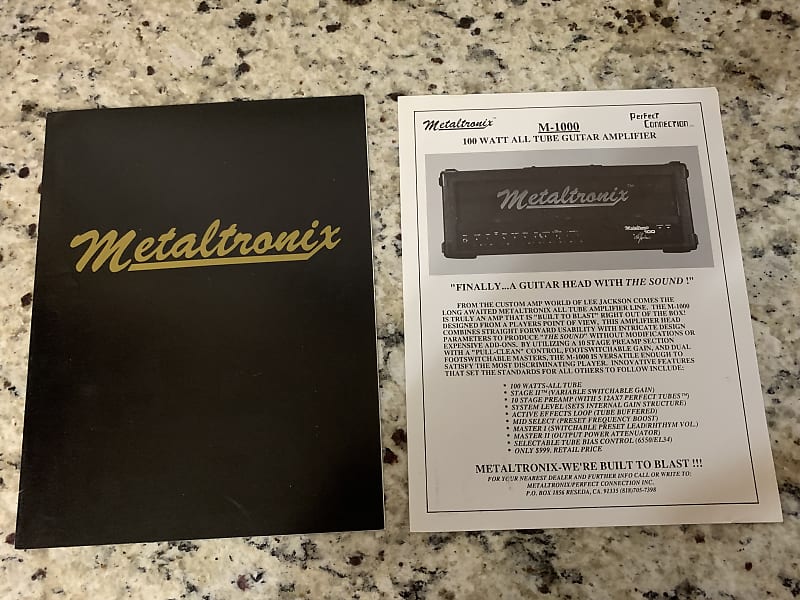 Metaltronix
Metaltronix™
M-1000
Perfect
Connection
100 WATT ALL TUBE GUITAR AMPLIFIER
Metaltronix
"FINALLY...A GUITAR HEAD WITH THE SOUND !"
FROM THE CUSTOM AMP WORLD OF LEE JACKSON COMES THE
LONG AWAITED METALTRONIX ALL TUBE AMPLIFIER LINE. THE M-1000
IS TRULY AN AMP THAT IS "BUILT TO BLAST" RIGHT OUT OF THE BOX!
DESIGNED FROM A PLAYERS POINT OF VIEW, THIS AMPLIFIER HEAD
COMBINES STRAIGHT FORWARD USABILITY WITH INTRICATE DESIGN
PARAMETERS TO PRODUCE "THE SOUND" WITHOUT MODIFICATIONS OR
EXPENSIVE ADD-ONS. BY UTILIZING A 10 STAGE PREAMP SECTION
WITH A "PULL-CLEAN" CONTROL, FOOTSWITCHABLE GAIN, AND DUAL
FOOTSWITCHABLE MASTERS, THE M-1000 IS VERSATILE ENOUGH TO
SATISFY THE MOST DISCRIMINATING PLAYER. INNOVATIVE FEATURES
THAT SET THE STANDARDS FOR ALL OTHERS TO FOLLOW INCLUDE:
* 100 WATTS-ALL TUBE
* STAGE II™ (VARIABLE SWITCHABLE GAIN)
* 10 STAGE PREAMP (WITH 5 12AX7 PERFECT TUBES™)
* SYSTEM LEVEL (SETS INTERNAL GAIN STRUCTURE)
* ACTIVE EFFECTS LOOP (TUBE BUFFERED)
* MID SELECT (PRESET FREQUENCY BOOST)
* MASTER I (SWITCHABLE PRESET LEAD/RHYTHM VOL.)
* MASTER II (OUTPUT POWER ATTENUATOR)
* SELECTABLE TUBE BIAS CONTROL (6550/EL34)
* ONLY $999. RETAIL PRICE
METALTRONIX-WE'RE BUILT TO BLAST !!!
FOR YOUR NEAREST DEALER AND FURTHER INFO CALL OR WRITE TO:
METALTRONIX/PERFECT CONNECTION INC.
P.O. BOX 1856 RESEDA, CA. 91335 (818)705-7398